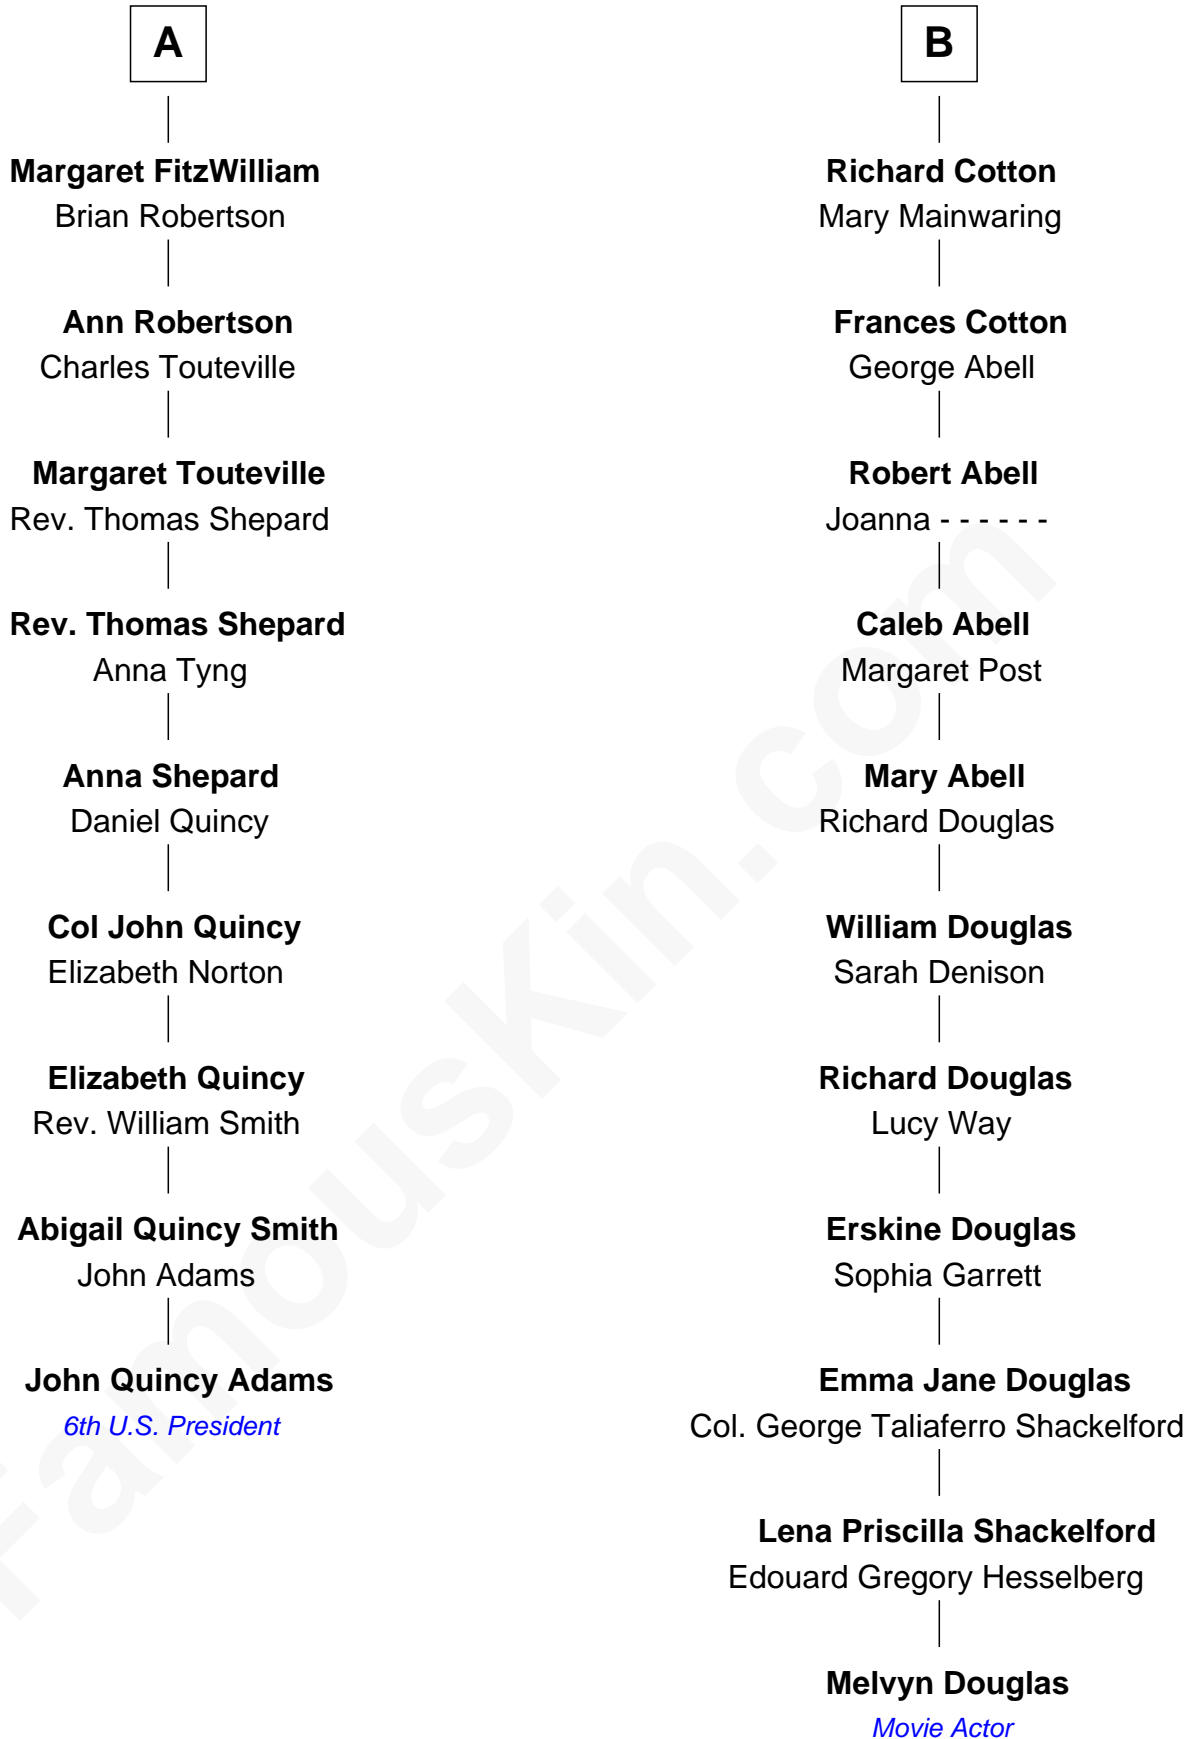 A
Margaret FitzWilliam
Brian Robertson
Ann Robertson
Charles Touteville
Margaret Touteville
Rev. Thomas Shepard
Rev. Thomas Shepard
Anna Tyng
Anna Shepard
Daniel Quincy
Col John Quincy
Elizabeth Norton
Elizabeth Quincy
Rev. William Smith
Abigail Quincy Smith
John Adams
John Quincy Adams
6th U.S. President
B
Richard Cotton
Mary Mainwaring
Frances Cotton
George Abell
Robert Abell
Joanna - - - - - -
Caleb Abell
Margaret Post
Mary Abell
Richard Douglas
William Douglas
Sarah Denison
Richard Douglas
Lucy Way
Erskine Douglas
Sophia Garrett
Emma Jane Douglas
Col. George Taliaferro Shackelford
Lena Priscilla Shackelford
Edouard Gregory Hesselberg
Melvyn Douglas
Movie Actor
FamousKin.com